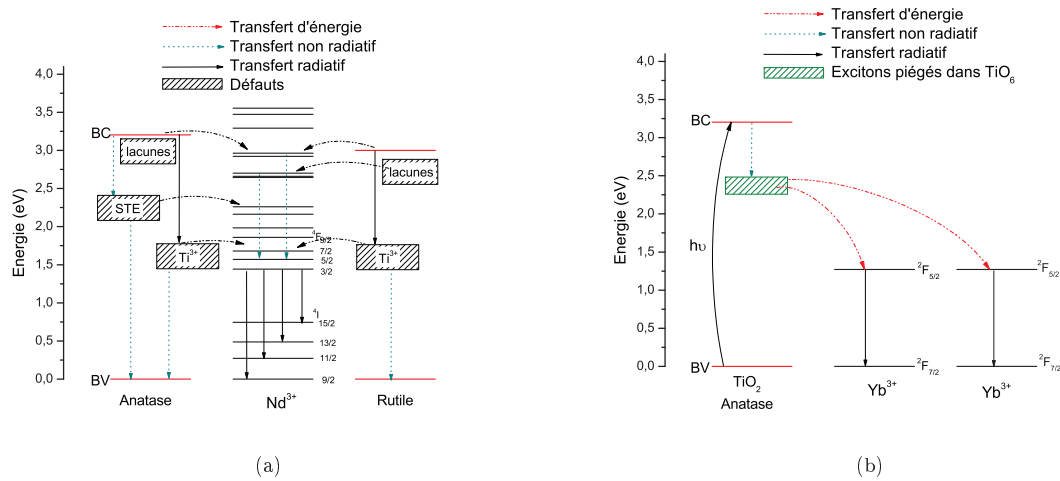 Transfert d'énergie
Transfert non radiatif
Transfert radiatif
Défauts
Energie (eV)
4,0
3,5
3,0
2,5
2,0
1,5
1,0
0,5
0,0
BC
lacunes
STE
Ti3+
BV
Anatase
4F9/2
7/2
5/2
3/2
4I
15/2
13/2
11/2
9/2
Nd3+
lacunes
Ti3+
Rutile
(a)
Transfert d'énergie
Transfert non radiatif
Transfert radiatif
Excitons piégés dans TiO6
Energie (eV)
4,0
3,5
3,0
2,5
2,0
1,5
1,0
0,5
0,0
BC
hυ
BV
TiO2
Anatase
2F5/2
2F7/2
Yb3+
2F5/2
2F7/2
Yb3+
(b)